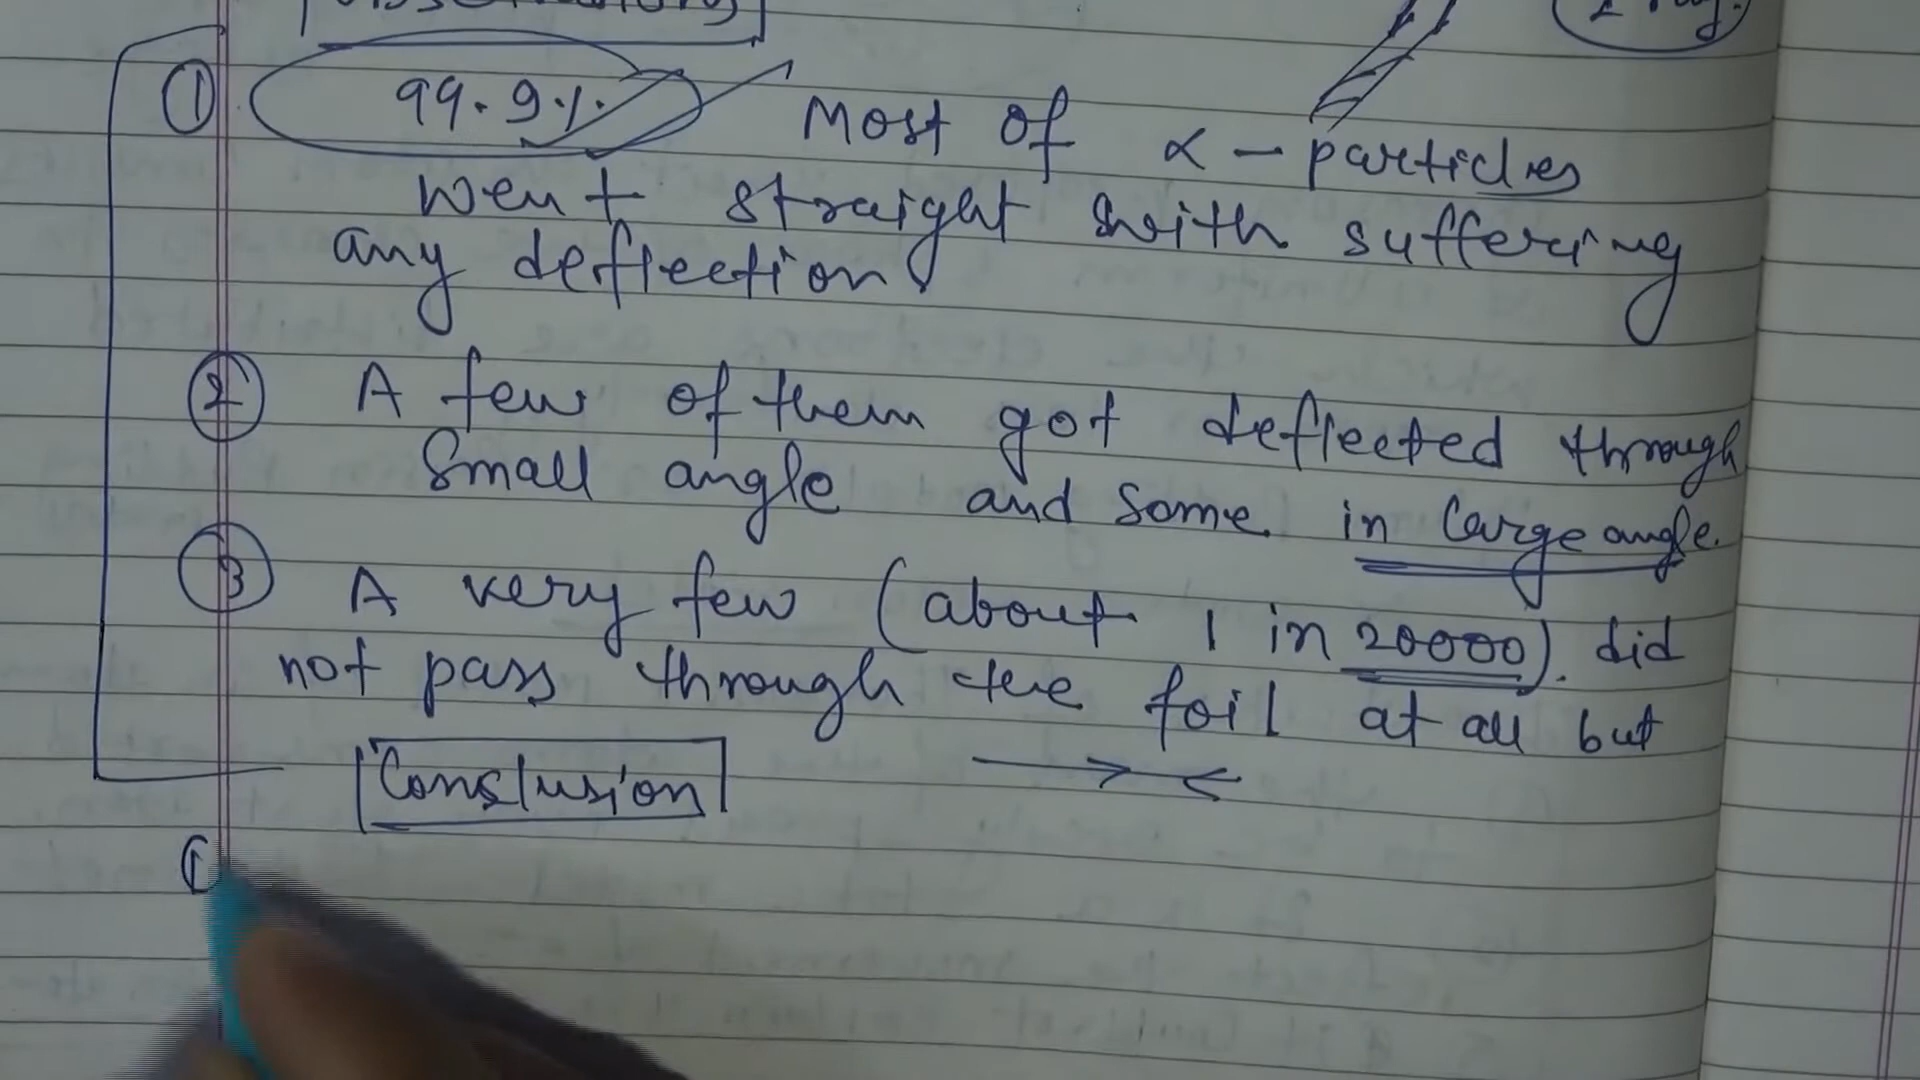 ① 99.9% Most of α - particles
went straight with suffering
any deflection.
② A few of them got deflected through
small angle and some in large angle.
③ A very few (about 1 in 20000). did
not pass through the foil at all but
Conslusion